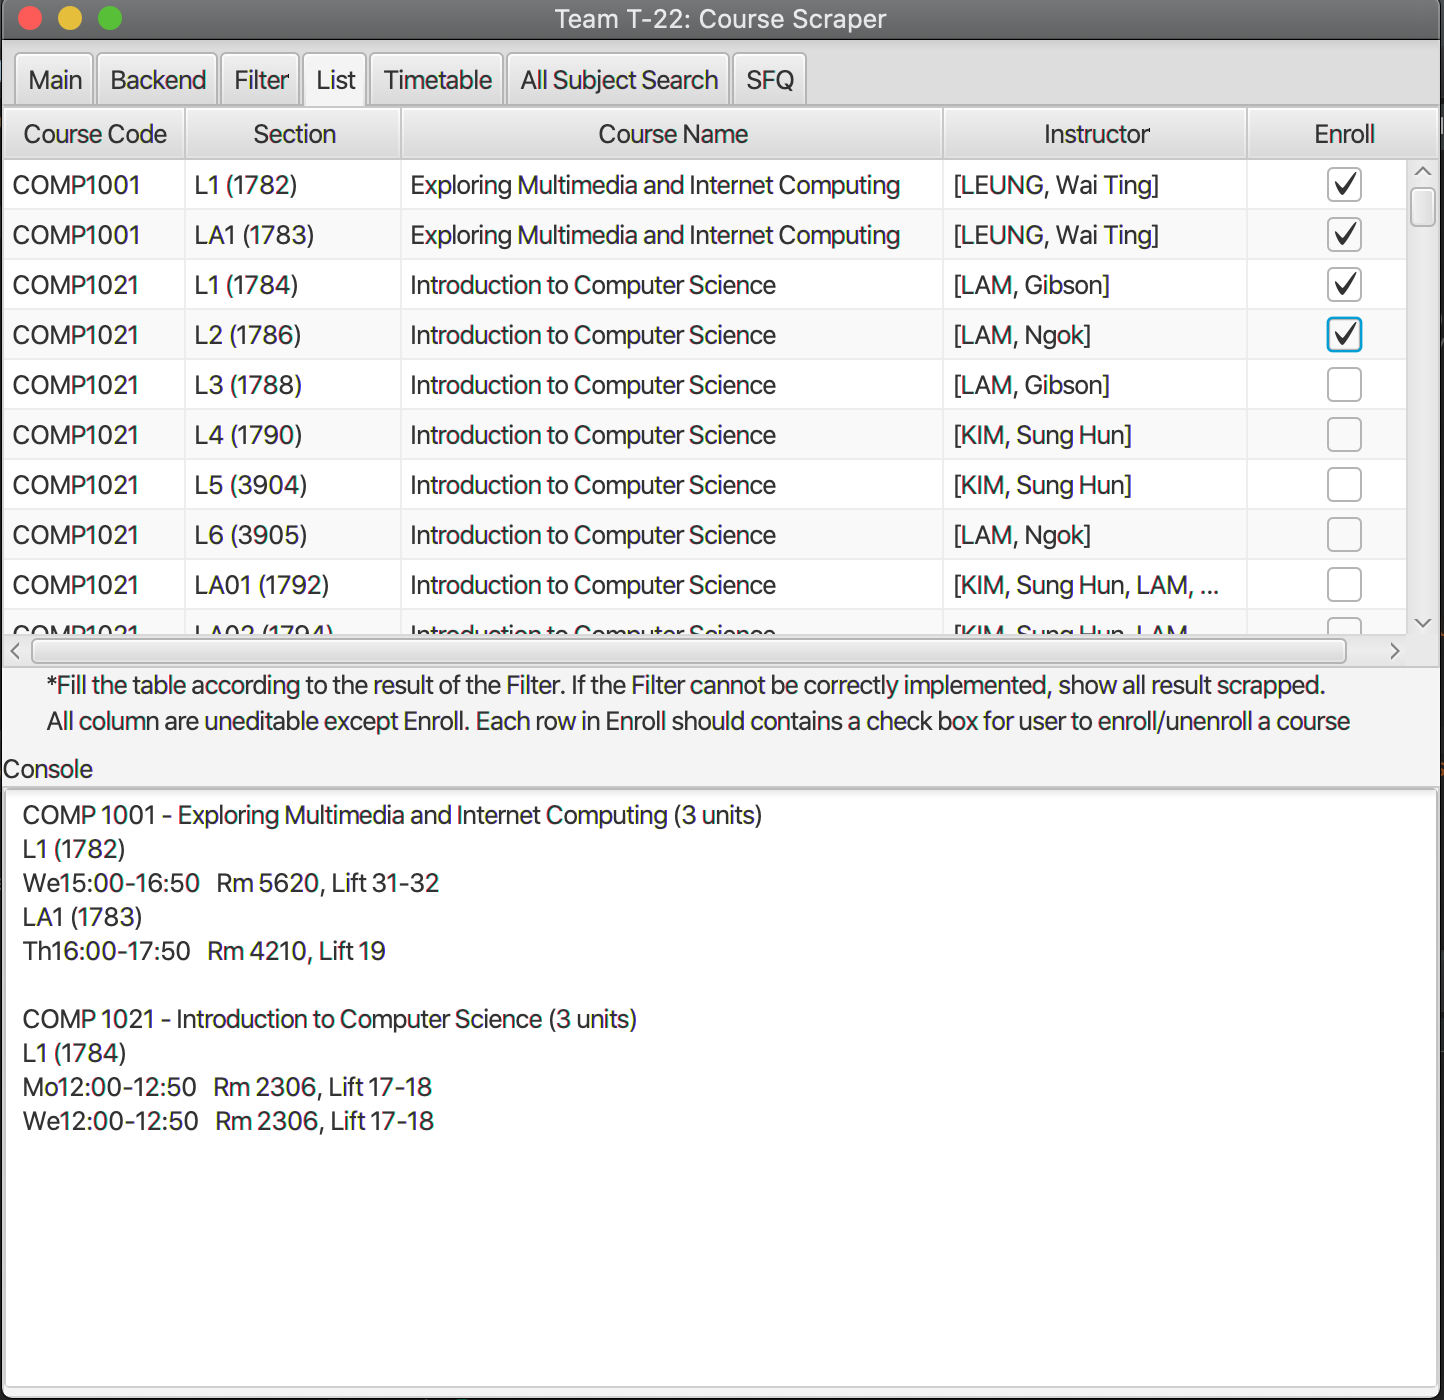 Team T-22: Course Scraper
Main Backend Filter List Timetable All Subject Search SFQ
Course Code Section Course Name Instructor Enroll
COMP1001 L1 (1782) Exploring Multimedia and Internet Computing [LEUNG, Wai Ting]
COMP1001 LA1 (1783) Exploring Multimedia and Internet Computing [LEUNG, Wai Ting]
COMP1021 L1 (1784) Introduction to Computer Science [LAM, Gibson]
COMP1021 L2 (1786) Introduction to Computer Science [LAM, Ngok]
COMP1021 L3 (1788) Introduction to Computer Science [LAM, Gibson]
COMP1021 L4 (1790) Introduction to Computer Science [KIM, Sung Hun]
COMP1021 L5 (3904) Introduction to Computer Science [KIM, Sung Hun]
COMP1021 L6 (3905) Introduction to Computer Science [LAM, Ngok]
COMP1021 LA01 (1792) Introduction to Computer Science [KIM, Sung Hun, LAM, ...
COMP1021 LA02 (1794) Introduction to Computer Science [KIM, Sung Hun, LAM
*Fill the table according to the result of the Filter. If the Filter cannot be correctly implemented, show all result scrapped.
All column are uneditable except Enroll. Each row in Enroll should contains a check box for user to enroll/unenroll a course
Console
COMP 1001 - Exploring Multimedia and Internet Computing (3 units)
L1 (1782)
We15:00-16:50 Rm 5620, Lift 31-32
LA1 (1783)
Th16:00-17:50 Rm 4210, Lift 19
COMP 1021 - Introduction to Computer Science (3 units)
L1 (1784)
Mo12:00-12:50 Rm 2306, Lift 17-18
We12:00-12:50 Rm 2306, Lift 17-18